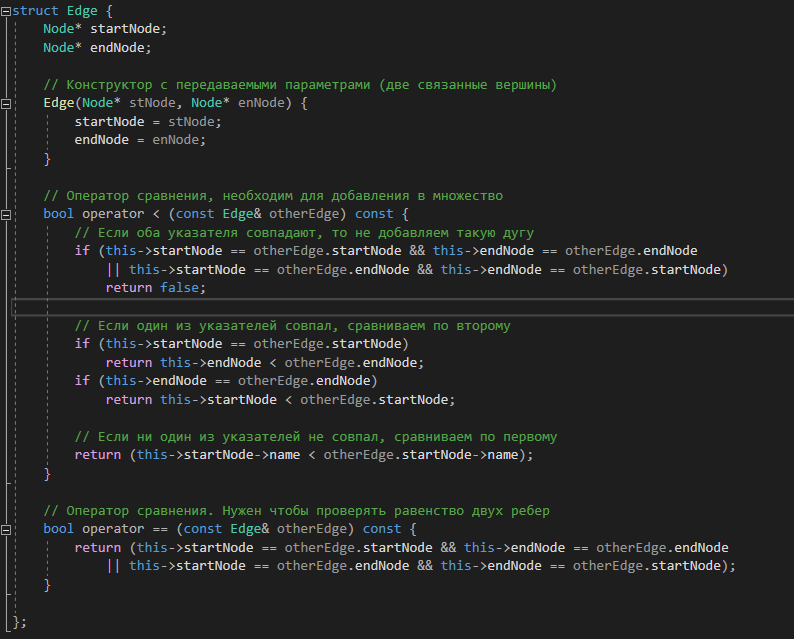 struct Edge {
Node* startNode;
Node* endNode;
// Конструктор с передаваемыми параметрами (две связанные вершины)
Edge(Node* stNode, Node* enNode) {
startNode = stNode;
endNode = enNode;
}
// Оператор сравнения, необходим для добавления в множество
bool operator < (const Edge& otherEdge) const {
// Если оба указателя совпадают, то не добавляем такую дугу
if (this->startNode == otherEdge.startNode && this->endNode == otherEdge.endNode
|| this->startNode == otherEdge.endNode && this->endNode == otherEdge.startNode)
return false;
// Если один из указателей совпал, сравниваем по второму
if (this->startNode == otherEdge.startNode)
return this->endNode < otherEdge.endNode;
if (this->endNode == otherEdge.endNode)
return this->startNode < otherEdge.startNode;
// Если ни один из указателей не совпал, сравниваем по первому
return (this->startNode->name < otherEdge.startNode->name);
}
// Оператор сравнения. Нужен чтобы проверять равенство двух ребер
bool operator == (const Edge& otherEdge) const {
return (this->startNode == otherEdge.startNode && this->endNode == otherEdge.endNode
|| this->startNode == otherEdge.endNode && this->endNode == otherEdge.startNode);
}
};